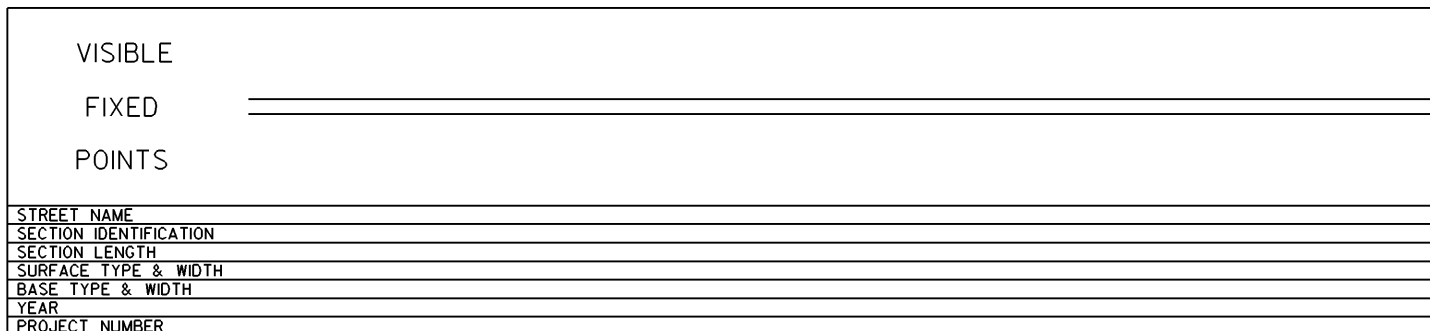 VISIBLE
FIXED
POINTS
STREET NAME
SECTION IDENTIFICATION
SECTION LENGTH
SURFACE TYPE & WIDTH
BASE TYPE & WIDTH
YEAR
PROJECT NUMBER